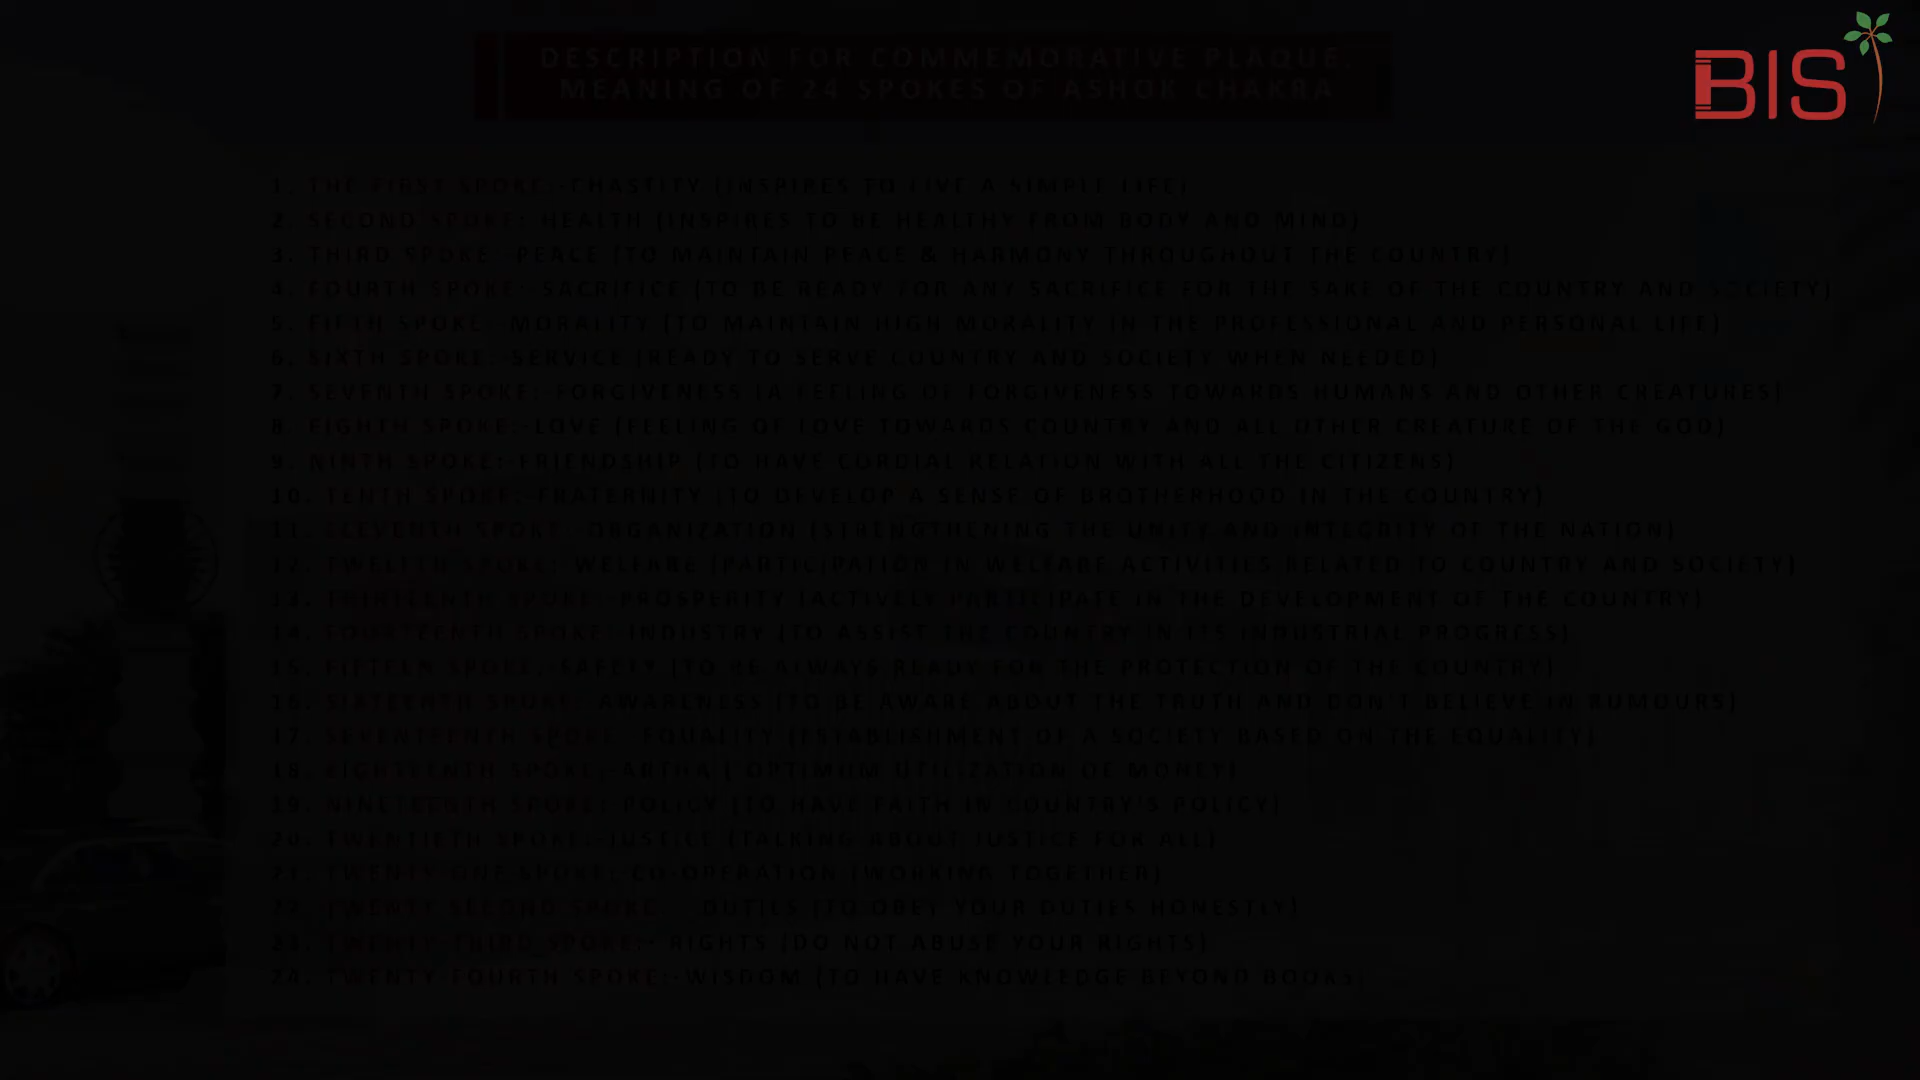 BIS
DESCRIPTION FOR COMMEMORATIVE PLAQUE.
MEANING OF 24 SPOKES OF ASHOK CHAKRA
1. THE FIRST SPOKE:-CHASTITY (INSPIRES TO LIVE A SIMPLE LIFE)
2. SECOND SPOKE:-HEALTH (INSPIRES TO BE HEALTHY FROM BODY AND MIND)
3. THIRD SPOKE:-PEACE (TO MAINTAIN PEACE & HARMONY THROUGHOUT THE COUNTRY)
4. FOURTH SPOKE:-SACRIFICE (TO BE READY FOR ANY SACRIFICE FOR THE SAKE OF THE COUNTRY AND SOCIETY)
5. FIFTH SPOKE:-MORALITY (TO MAINTAIN HIGH MORALITY IN THE PROFESSIONAL AND PERSONAL LIFE)
6. SIXTH SPOKE:-SERVICE (READY TO SERVE COUNTRY AND SOCIETY WHEN NEEDED)
7. SEVENTH SPOKE:-FORGIVENESS (A FEELING OF FORGIVENESS TOWARDS HUMANS AND OTHER CREATURES)
8. EIGHTH SPOKE:-LOVE (FEELING OF LOVE TOWARDS COUNTRY AND ALL OTHER CREATURE OF THE GOD)
9. NINTH SPOKE:-FRIENDSHIP (TO HAVE CORDIAL RELATION WITH ALL THE CITIZENS)
10. TENTH SPOKE:-FRATERNITY (TO DEVELOP A SENSE OF BROTHERHOOD IN THE COUNTRY)
11. ELEVENTH SPOKE:-ORGANIZATION (STRENGTHENING THE UNITY AND INTEGRITY OF THE NATION)
12. TWELFTH SPOKE:-WELFARE (PARTICIPATION IN WELFARE ACTIVITIES RELATED TO COUNTRY AND SOCIETY)
13. THIRTEENTH SPOKE:-PROSPERITY (ACTIVELY PARTICIPATE IN THE DEVELOPMENT OF THE COUNTRY)
14. FOURTEENTH SPOKE:-INDUSTRY (TO ASSIST THE COUNTRY IN ITS INDUSTRIAL PROGRESS)
15. FIFTEEN SPOKE:-SAFETY (TO BE ALWAYS READY FOR THE PROTECTION OF THE COUNTRY)
16. SIXTEENTH SPOKE:-AWARENESS (TO BE AWARE ABOUT THE TRUTH AND DON'T BELIEVE IN RUMOURS)
17. SEVENTEENTH SPOKE:-EQUALITY (ESTABLISHMENT OF A SOCIETY BASED ON THE EQUALITY)
18. EIGHTEENTH SPOKE:-ARTHA ( OPTIMUM UTILIZATION OF MONEY)
19. NINETEENTH SPOKE:-POLICY (TO HAVE FAITH IN COUNTRY'S POLICY)
20. TWENTIETH SPOKE:-JUSTICE (TALKING ABOUT JUSTICE FOR ALL)
21. TWENTY-ONE SPOKE:-CO-OPERATION (WORKING TOGETHER)
22. TWENTY SECOND SPOKE:- DUTIES (TO OBEY YOUR DUTIES HONESTLY)
23. TWENTY-THIRD SPOKE:- RIGHTS (DO NOT ABUSE YOUR RIGHTS)
24. TWENTY-FOURTH SPOKE:-WISDOM (TO HAVE KNOWLEDGE BEYOND BOOKS)